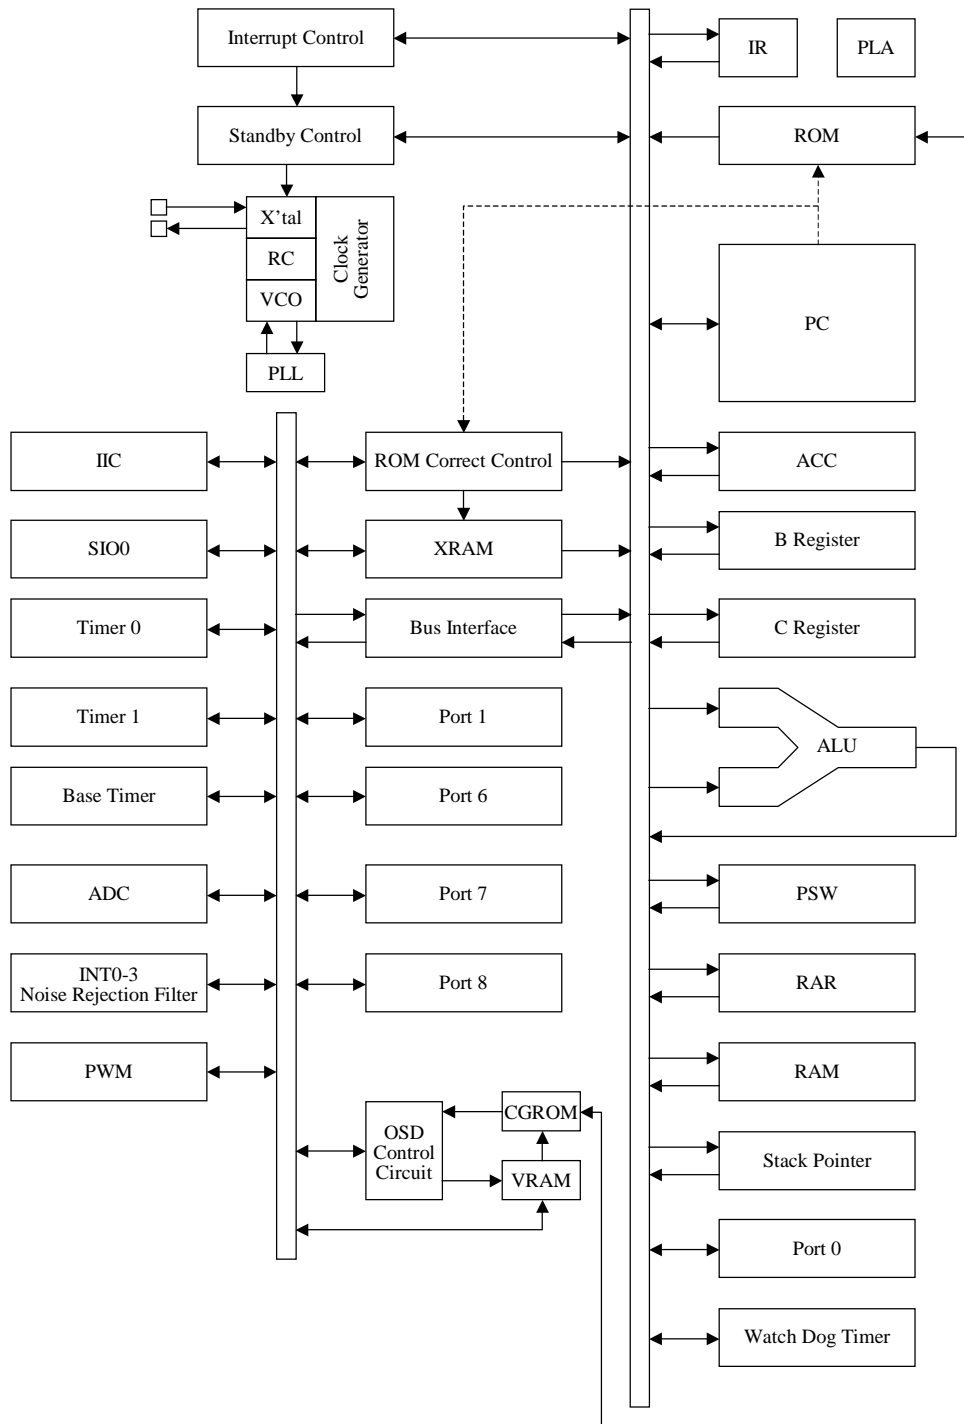 Interrupt Control
IR
PLA
Standby Control
ROM
X’tal
RC
VCO
Clock
Generator
PC
PLL
IIC
ROM Correct Control
ACC
SIO0
XRAM
B Register
Timer 0
Bus Interface
C Register
Timer 1
Port 1
ALU
Base Timer
Port 6
ADC
Port 7
PSW
INT0-3
Noise Rejection Filter
Port 8
RAR
PWM
RAM
OSD
Control
Circuit
CGROM
VRAM
Stack Pointer
Port 0
Watch Dog Timer